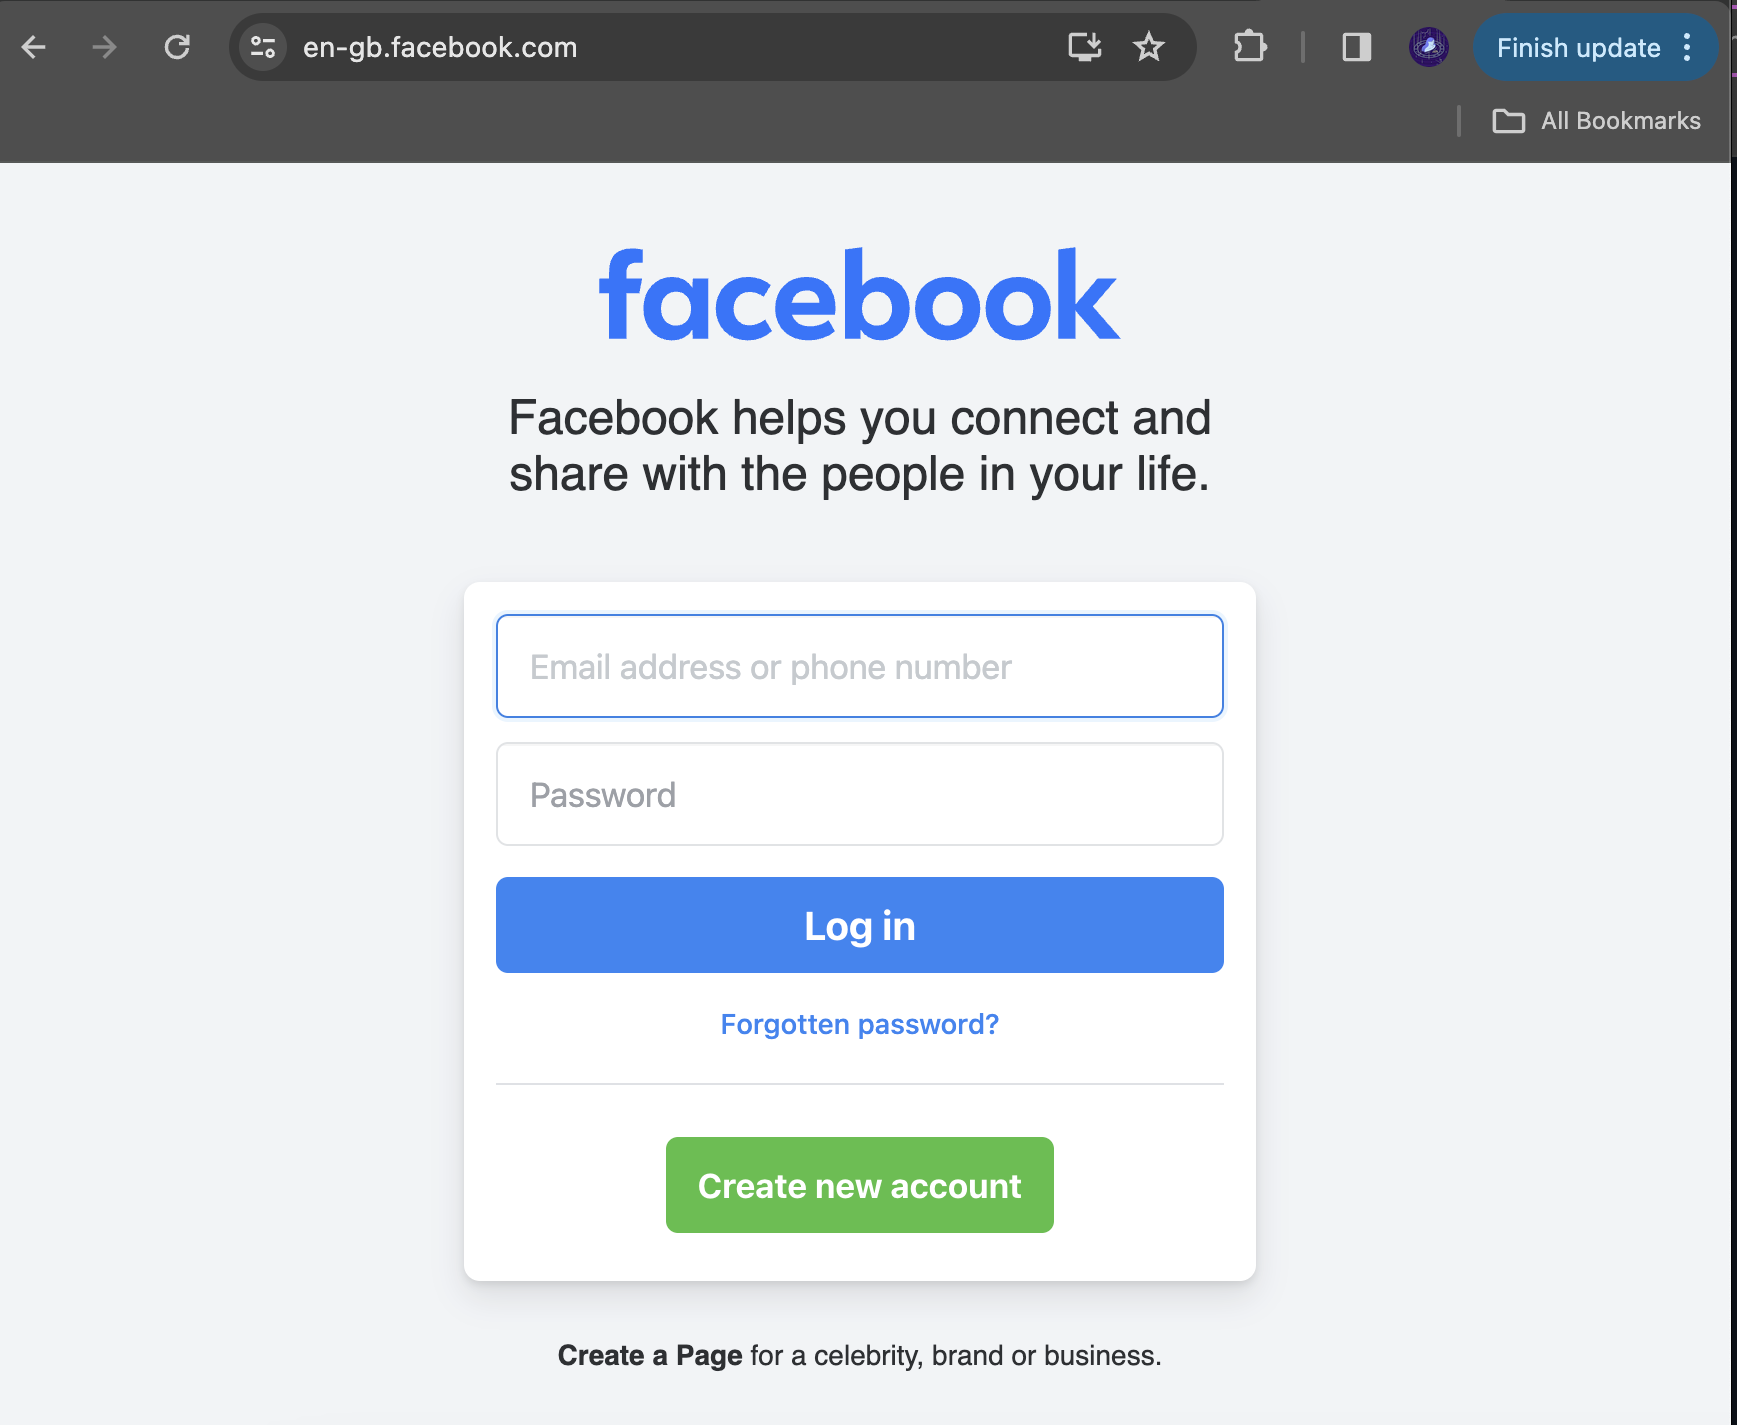 en-gb.facebook.com
Finish update
All Bookmarks
facebook
Facebook helps you connect and
share with the people in your life.
Email address or phone number
Password
Log in
Forgotten password?
Create new account
Create a Page for a celebrity, brand or business.